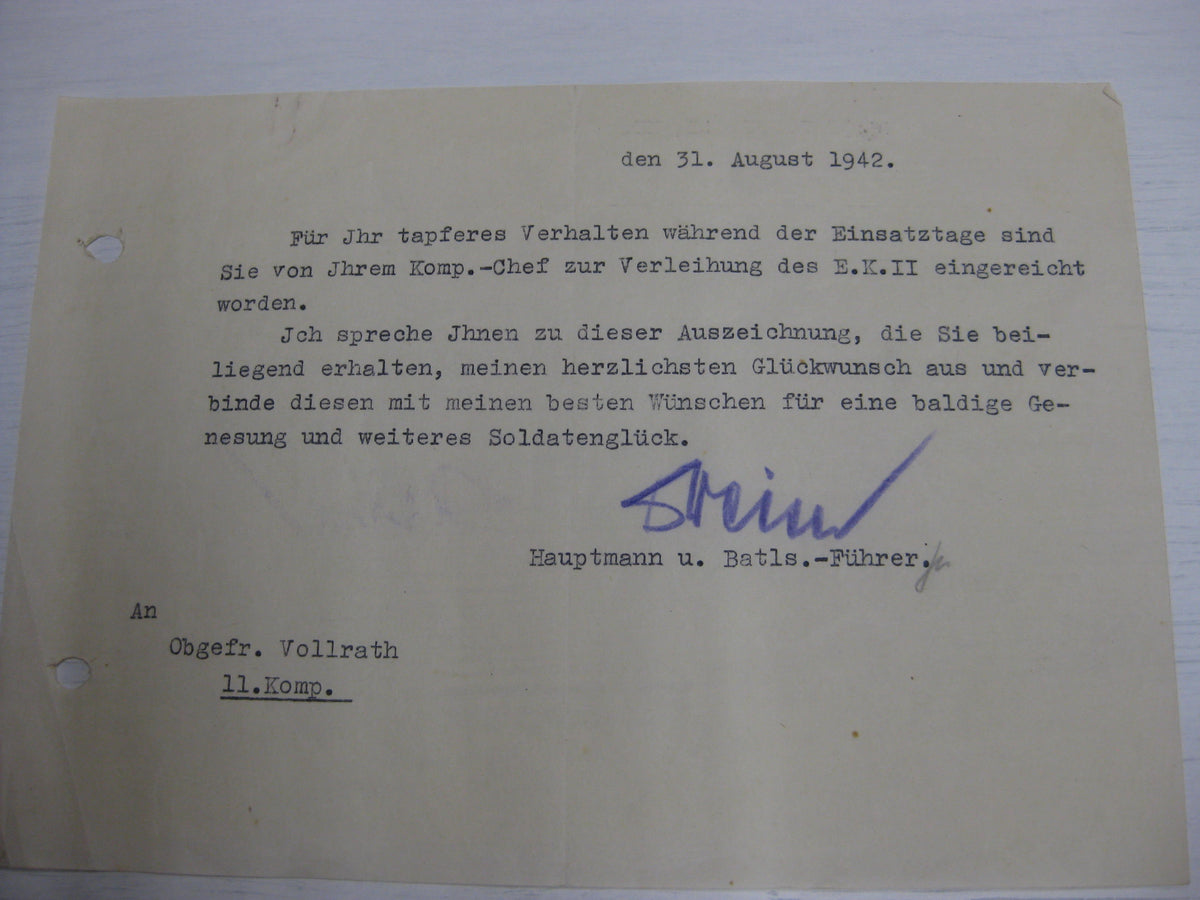 den 31. August 1942.
Für Jhr tapferes Verhalten während der Einsatztage sind
Sie von Jhrem Komp.-Chef zur Verleihung des E.K.II eingereicht
worden.
Jch spreche Jhnen zu dieser Auszeichnung, die Sie bei-
liegend erhalten, meinen herzlichsten Glückwunsch aus und ver-
binde diesen mit meinen besten Wünschen für eine baldige Ge-
nesung und weiteres Soldatenglück.
Hauptmann u. Batls.-Führer.
An
Obgefr. Vollrath
11.Komp.